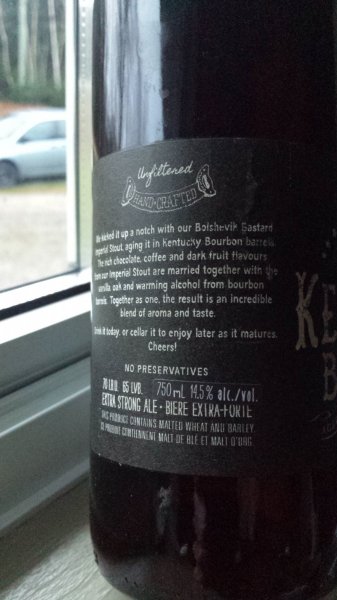 Unfiltered
HAND-CRAFTED
We kicked it up a notch with our Bolshevik Bastard
Imperial Stout, aging it in Kentucky Bourbon barrels.
The rich chocolate, coffee and dark fruit flavours
from our Imperial Stout are married together with the
vanilla, oak and warming alcohol from bourbon
barrels. Together as one, the result is an incredible
blend of aroma and taste.
Drink it today, or cellar it to enjoy later as it matures.
Cheers!
NO PRESERVATIVES
70 I.B.U. 65 LVB. 750 mL 14.5% alc./vol.
EXTRA STRONG ALE • BIERE EXTRA-FORTE
THIS PRODUCT CONTAINS MALTED WHEAT AND BARLEY
CE PRODUIT CONTIENNENT MALT DE BLÉ ET MALT D'ORG
KE
B